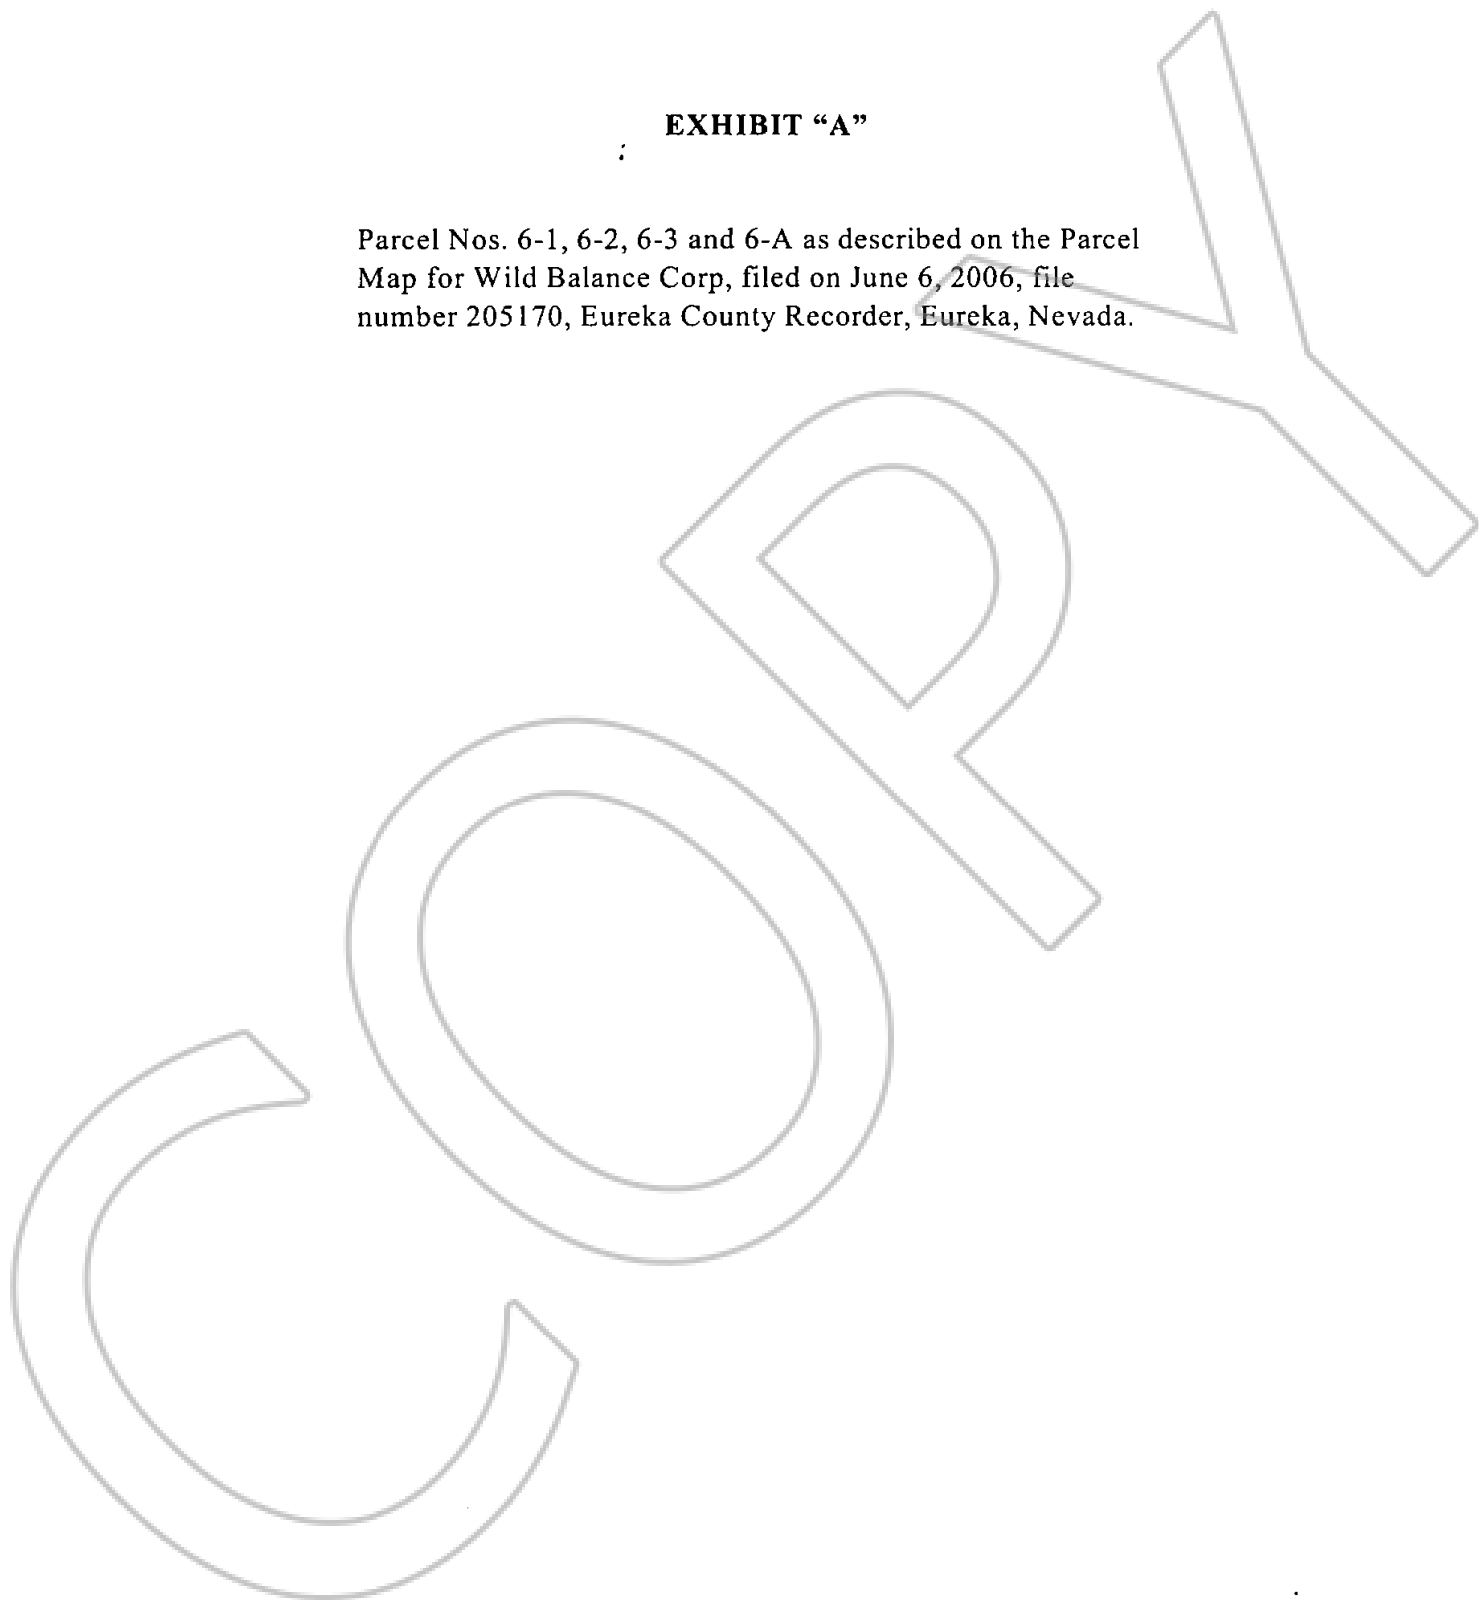 EXHIBIT “A”
Parcel Nos. 6-1, 6-2, 6-3 and 6-A as described on the Parcel
Map for Wild Balance Corp, filed on June 6, 2006, file
number 205170, Eureka County Recorder, Eureka, Nevada.
COPY